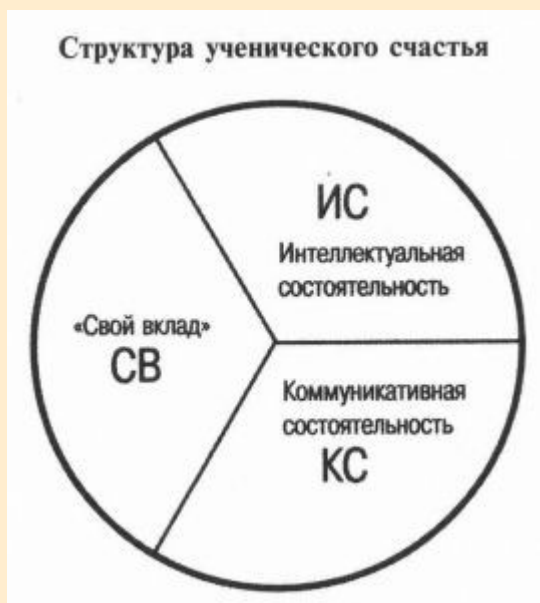 Структура ученического счастья
ИС
Интеллектуальная
состоятельность
«Свой вклад»
СВ
Коммуникативная
состоятельность
КС